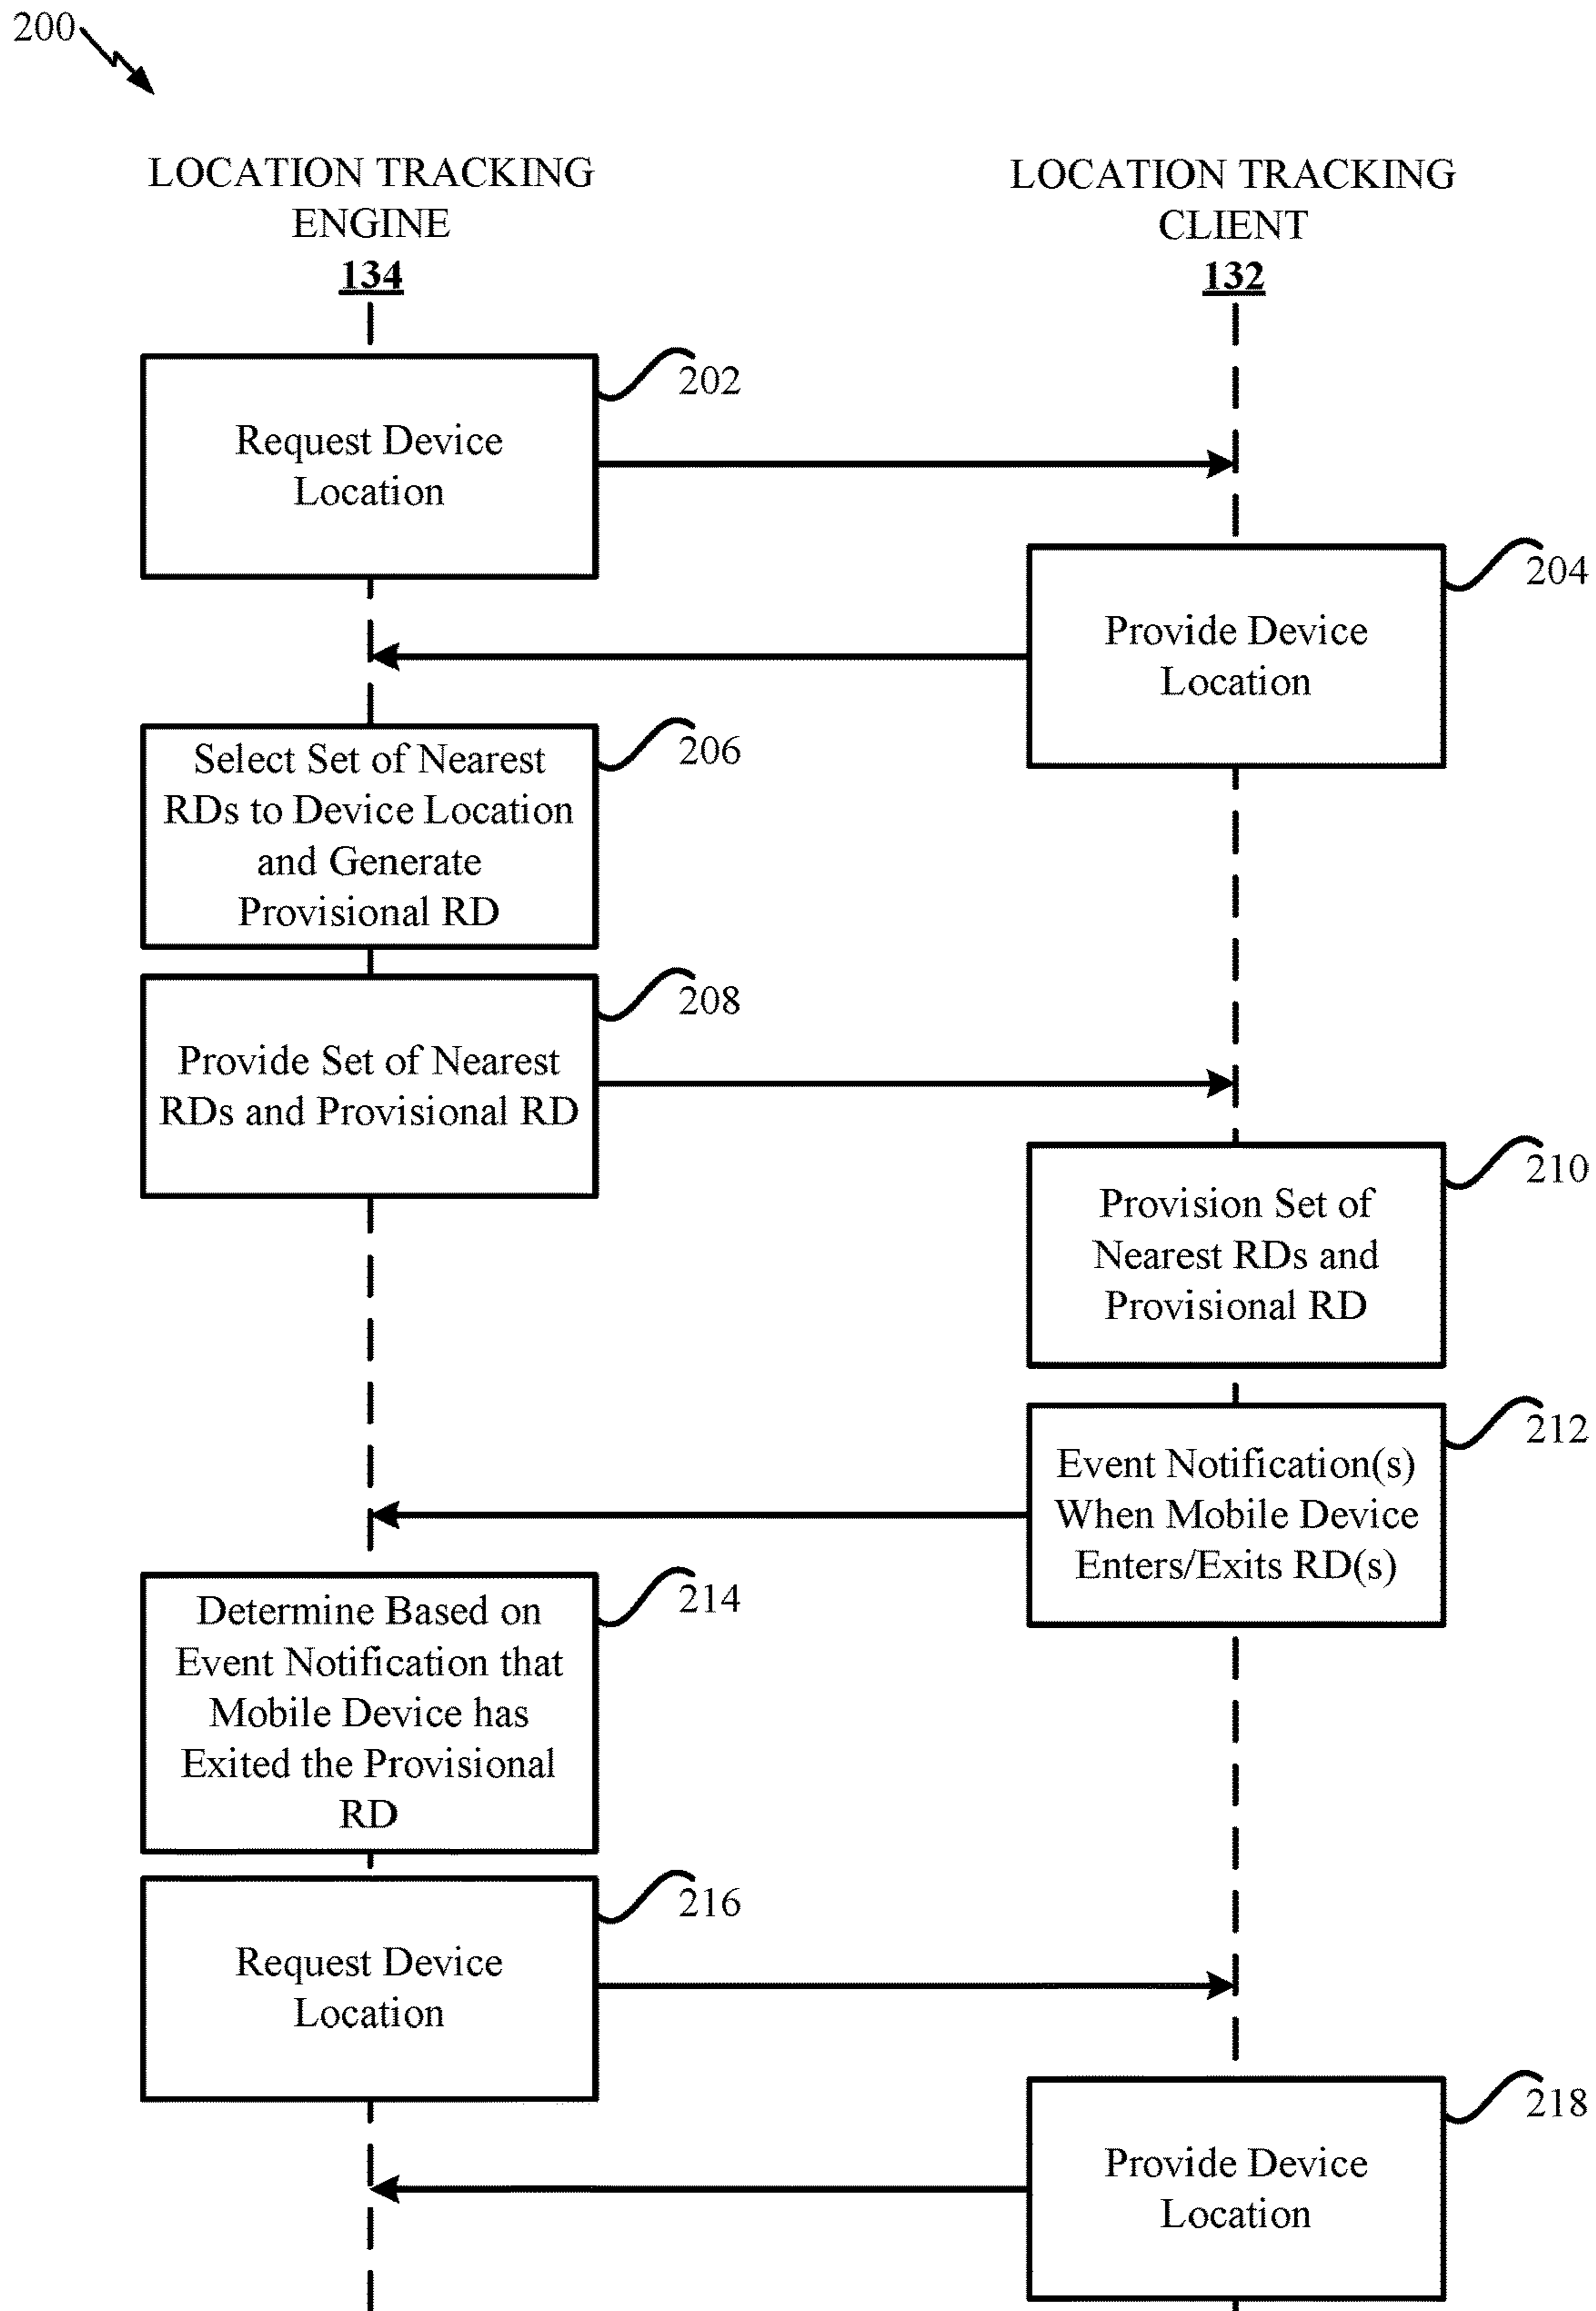 200
LOCATION TRACKING
ENGINE
134
LOCATION TRACKING
CLIENT
132
202
Request Device
Location
204
Provide Device
Location
206
Select Set of Nearest
RDs to Device Location
and Generate
Provisional RD
208
Provide Set of Nearest
RDs and Provisional RD
210
Provision Set of
Nearest RDs and
Provisional RD
212
Event Notification(s)
When Mobile Device
Enters/Exits RD(s)
214
Determine Based on
Event Notification that
Mobile Device has
Exited the Provisional
RD
216
Request Device
Location
218
Provide Device
Location